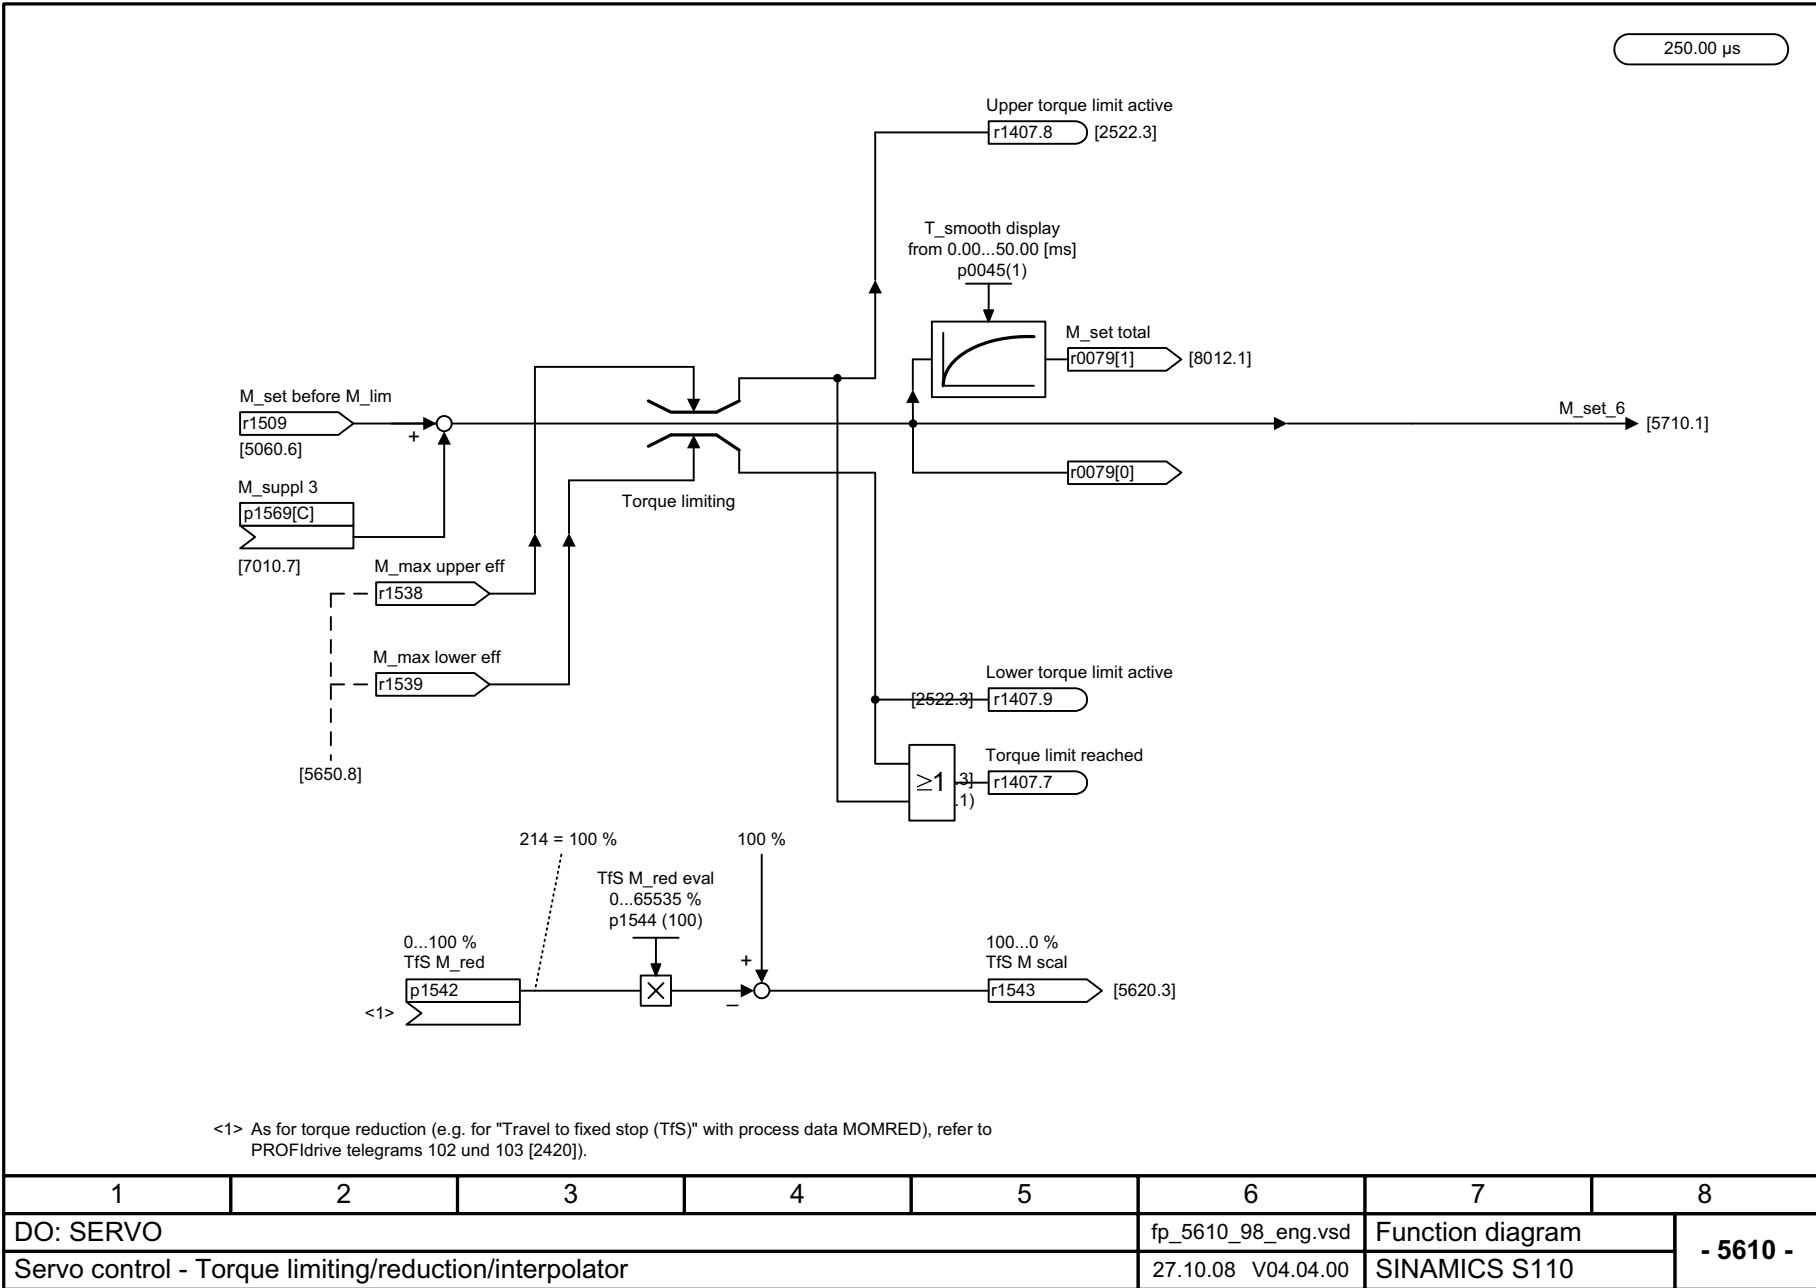 250.00 µs
Upper torque limit active
r1407.8 [2522.3]
T_smooth display
from 0.00...50.00 [ms]
p0045(1)
M_set total
r0079[1] [8012.1]
M_set before M_lim
r1509
+
[5060.6]
M_set_6
[5710.1]
r0079[0]
M_suppl 3
p1569[C]
[7010.7]
Torque limiting
M_max upper eff
r1538
M_max lower eff
r1539
[5650.8]
Lower torque limit active
[2522.3] r1407.9
Torque limit reached
≥1 .3] r1407.7
.1)
214 = 100 %
100 %
TfS M_red eval
0...65535 %
p1544 (100)
0...100 %
TfS M_red
p1542
<1>
×
+
–
100...0 %
TfS M scal
r1543 [5620.3]
<1> As for torque reduction (e.g. for "Travel to fixed stop (TfS)" with process data MOMRED), refer to
PROFIdrive telegrams 102 und 103 [2420]).
1 2 3 4 5 6 7 8
DO: SERVO fp_5610_98_eng.vsd Function diagram
- 5610 -
Servo control - Torque limiting/reduction/interpolator 27.10.08 V04.04.00 SINAMICS S110